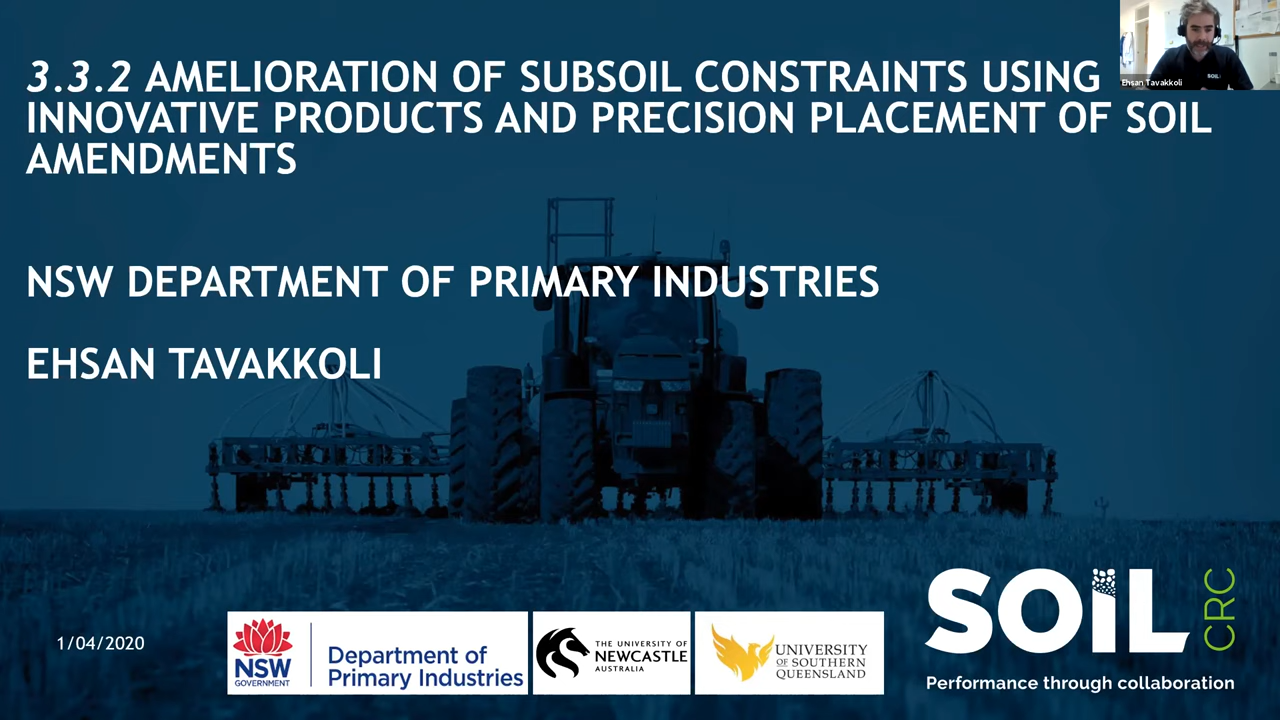 3.3.2 AMELIORATION OF SUBSOIL CONSTRAINTS USING
INNOVATIVE PRODUCTS AND PRECISION PLACEMENT OF SOIL
AMENDMENTS
NSW DEPARTMENT OF PRIMARY INDUSTRIES
EHSAN TAVAKKOLI
Ehsan Tavakkoli
SOIL
1/04/2020
NSW
GOVERNMENT
Department of
Primary Industries
THE UNIVERSITY OF
NEWCASTLE
AUSTRALIA
UNIVERSITY
OF SOUTHERN
QUEENSLAND
SOIL
CRC
Performance through collaboration